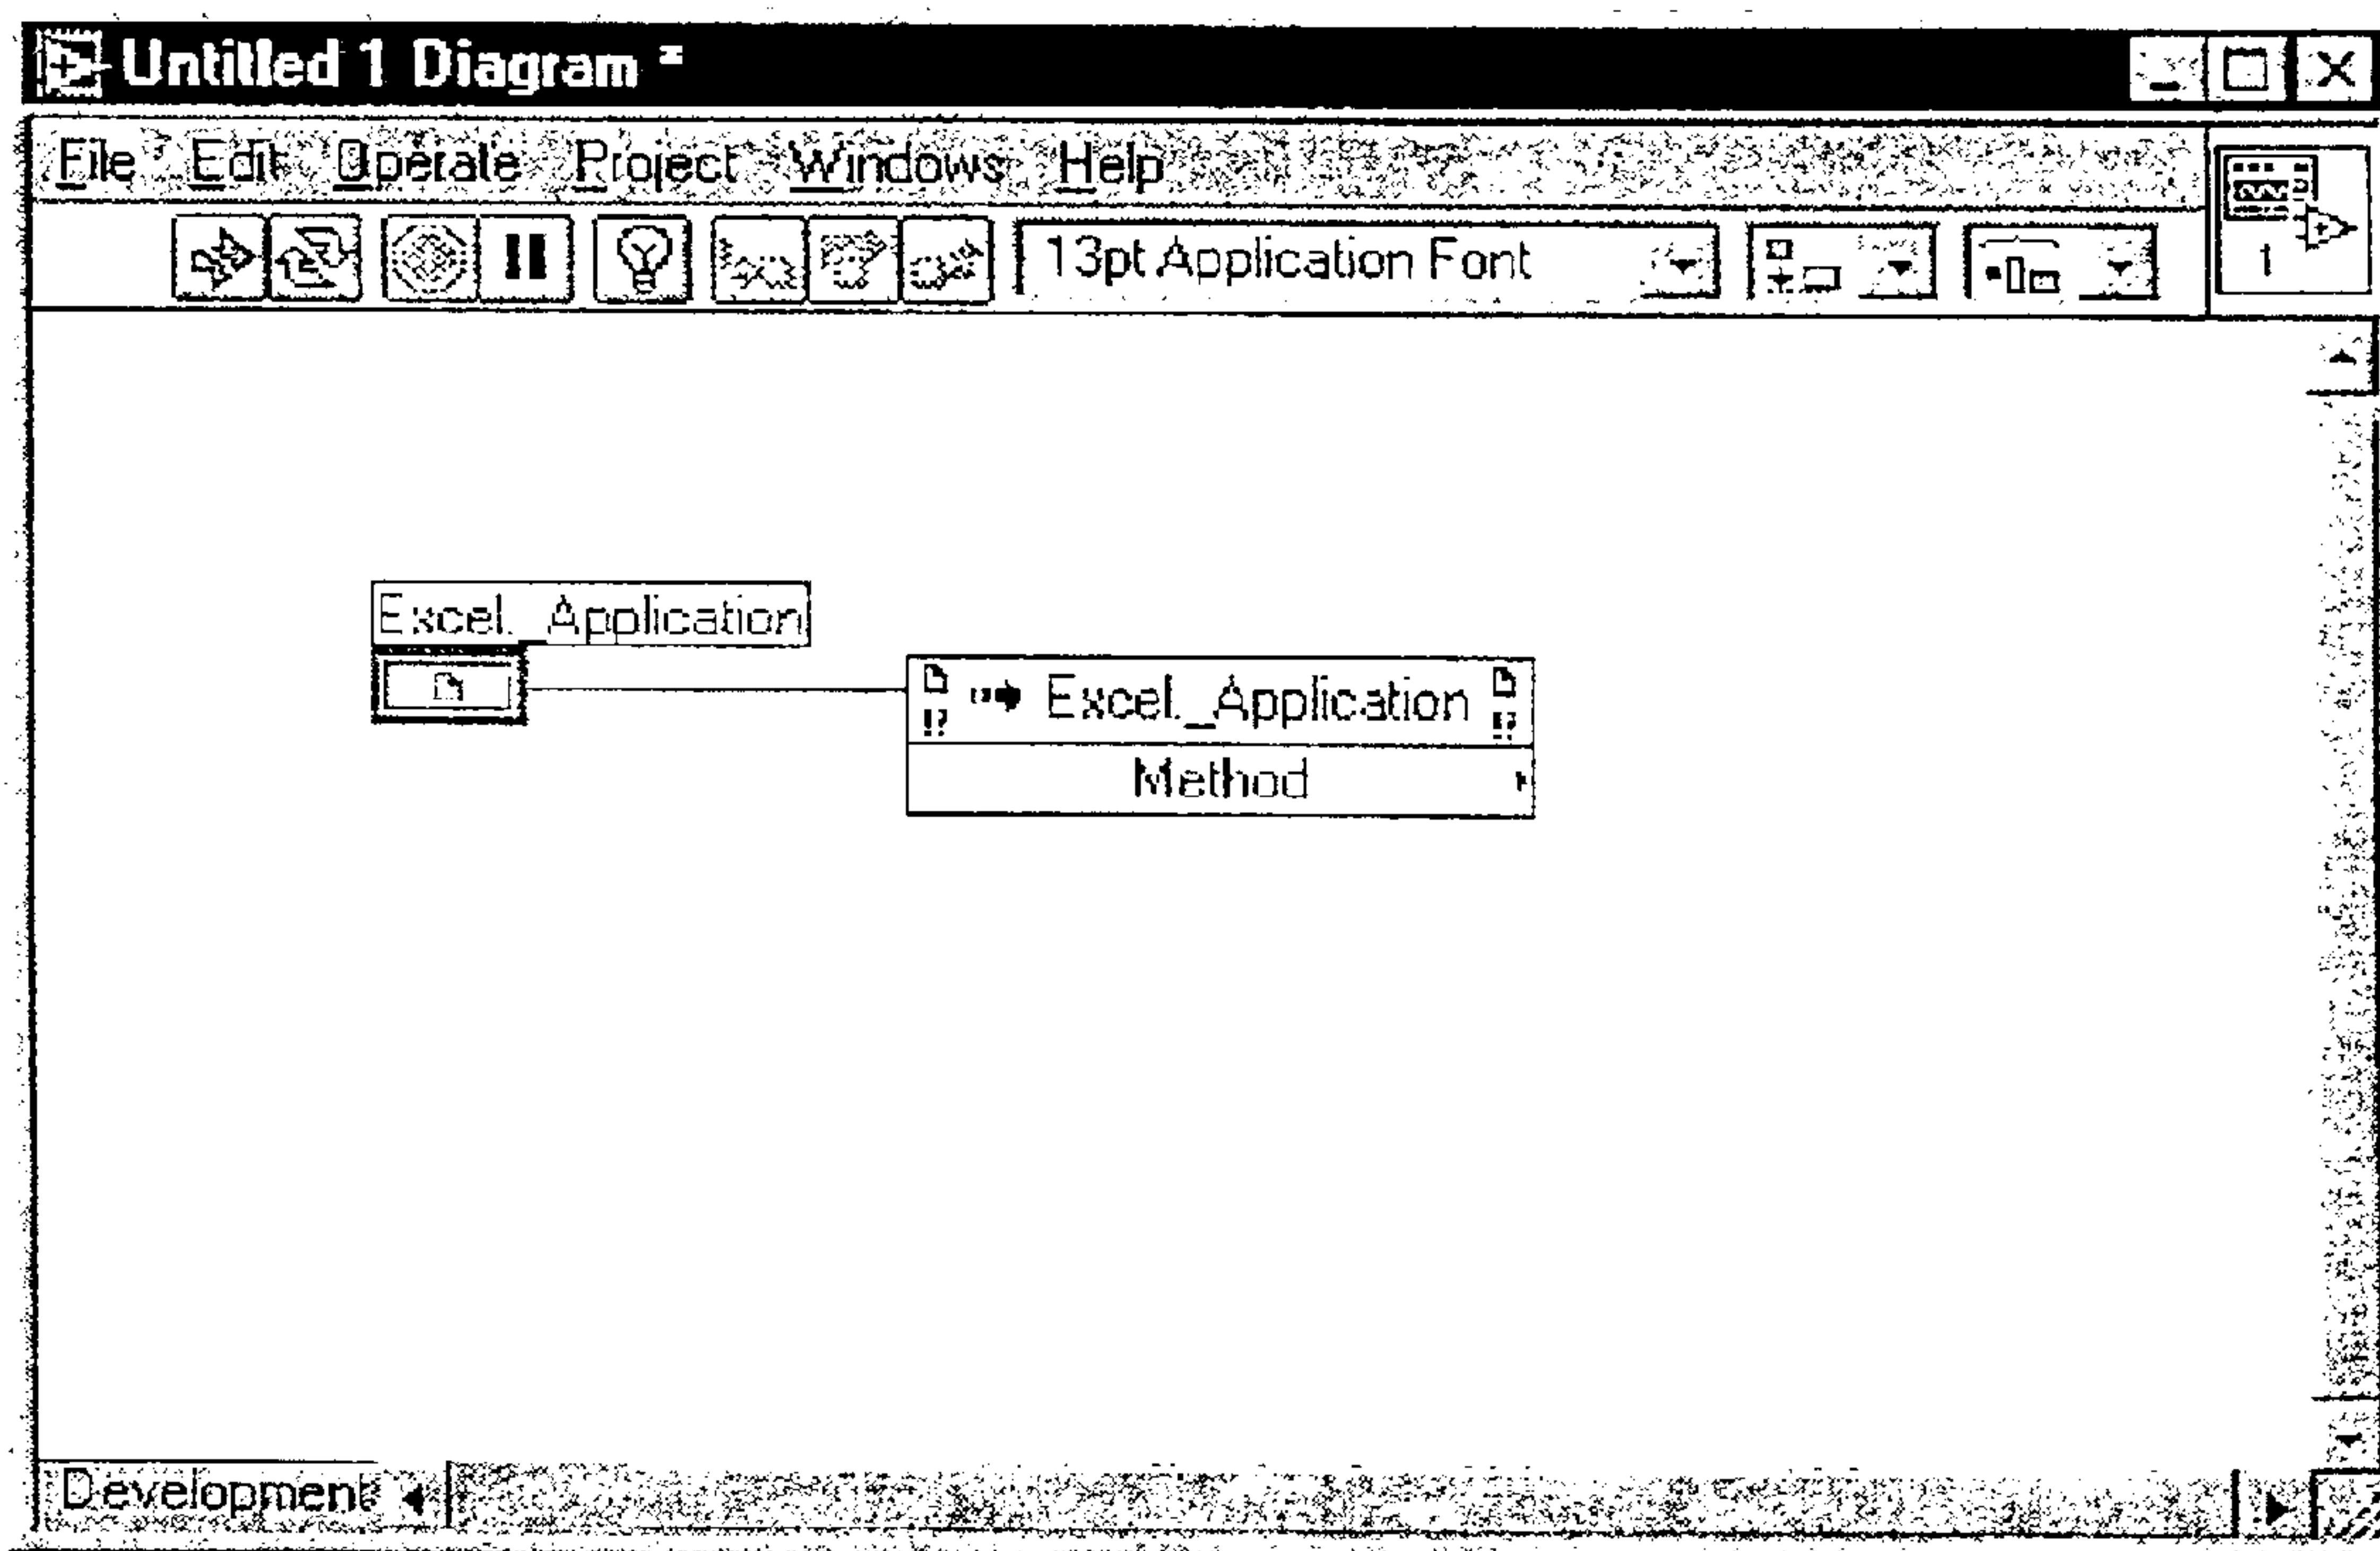 Untitled 1 Diagram *
File Edit Operate Project Windows Help
13pt Application Font
1
Excel._Application
!? Excel._Application !?
Method
Development